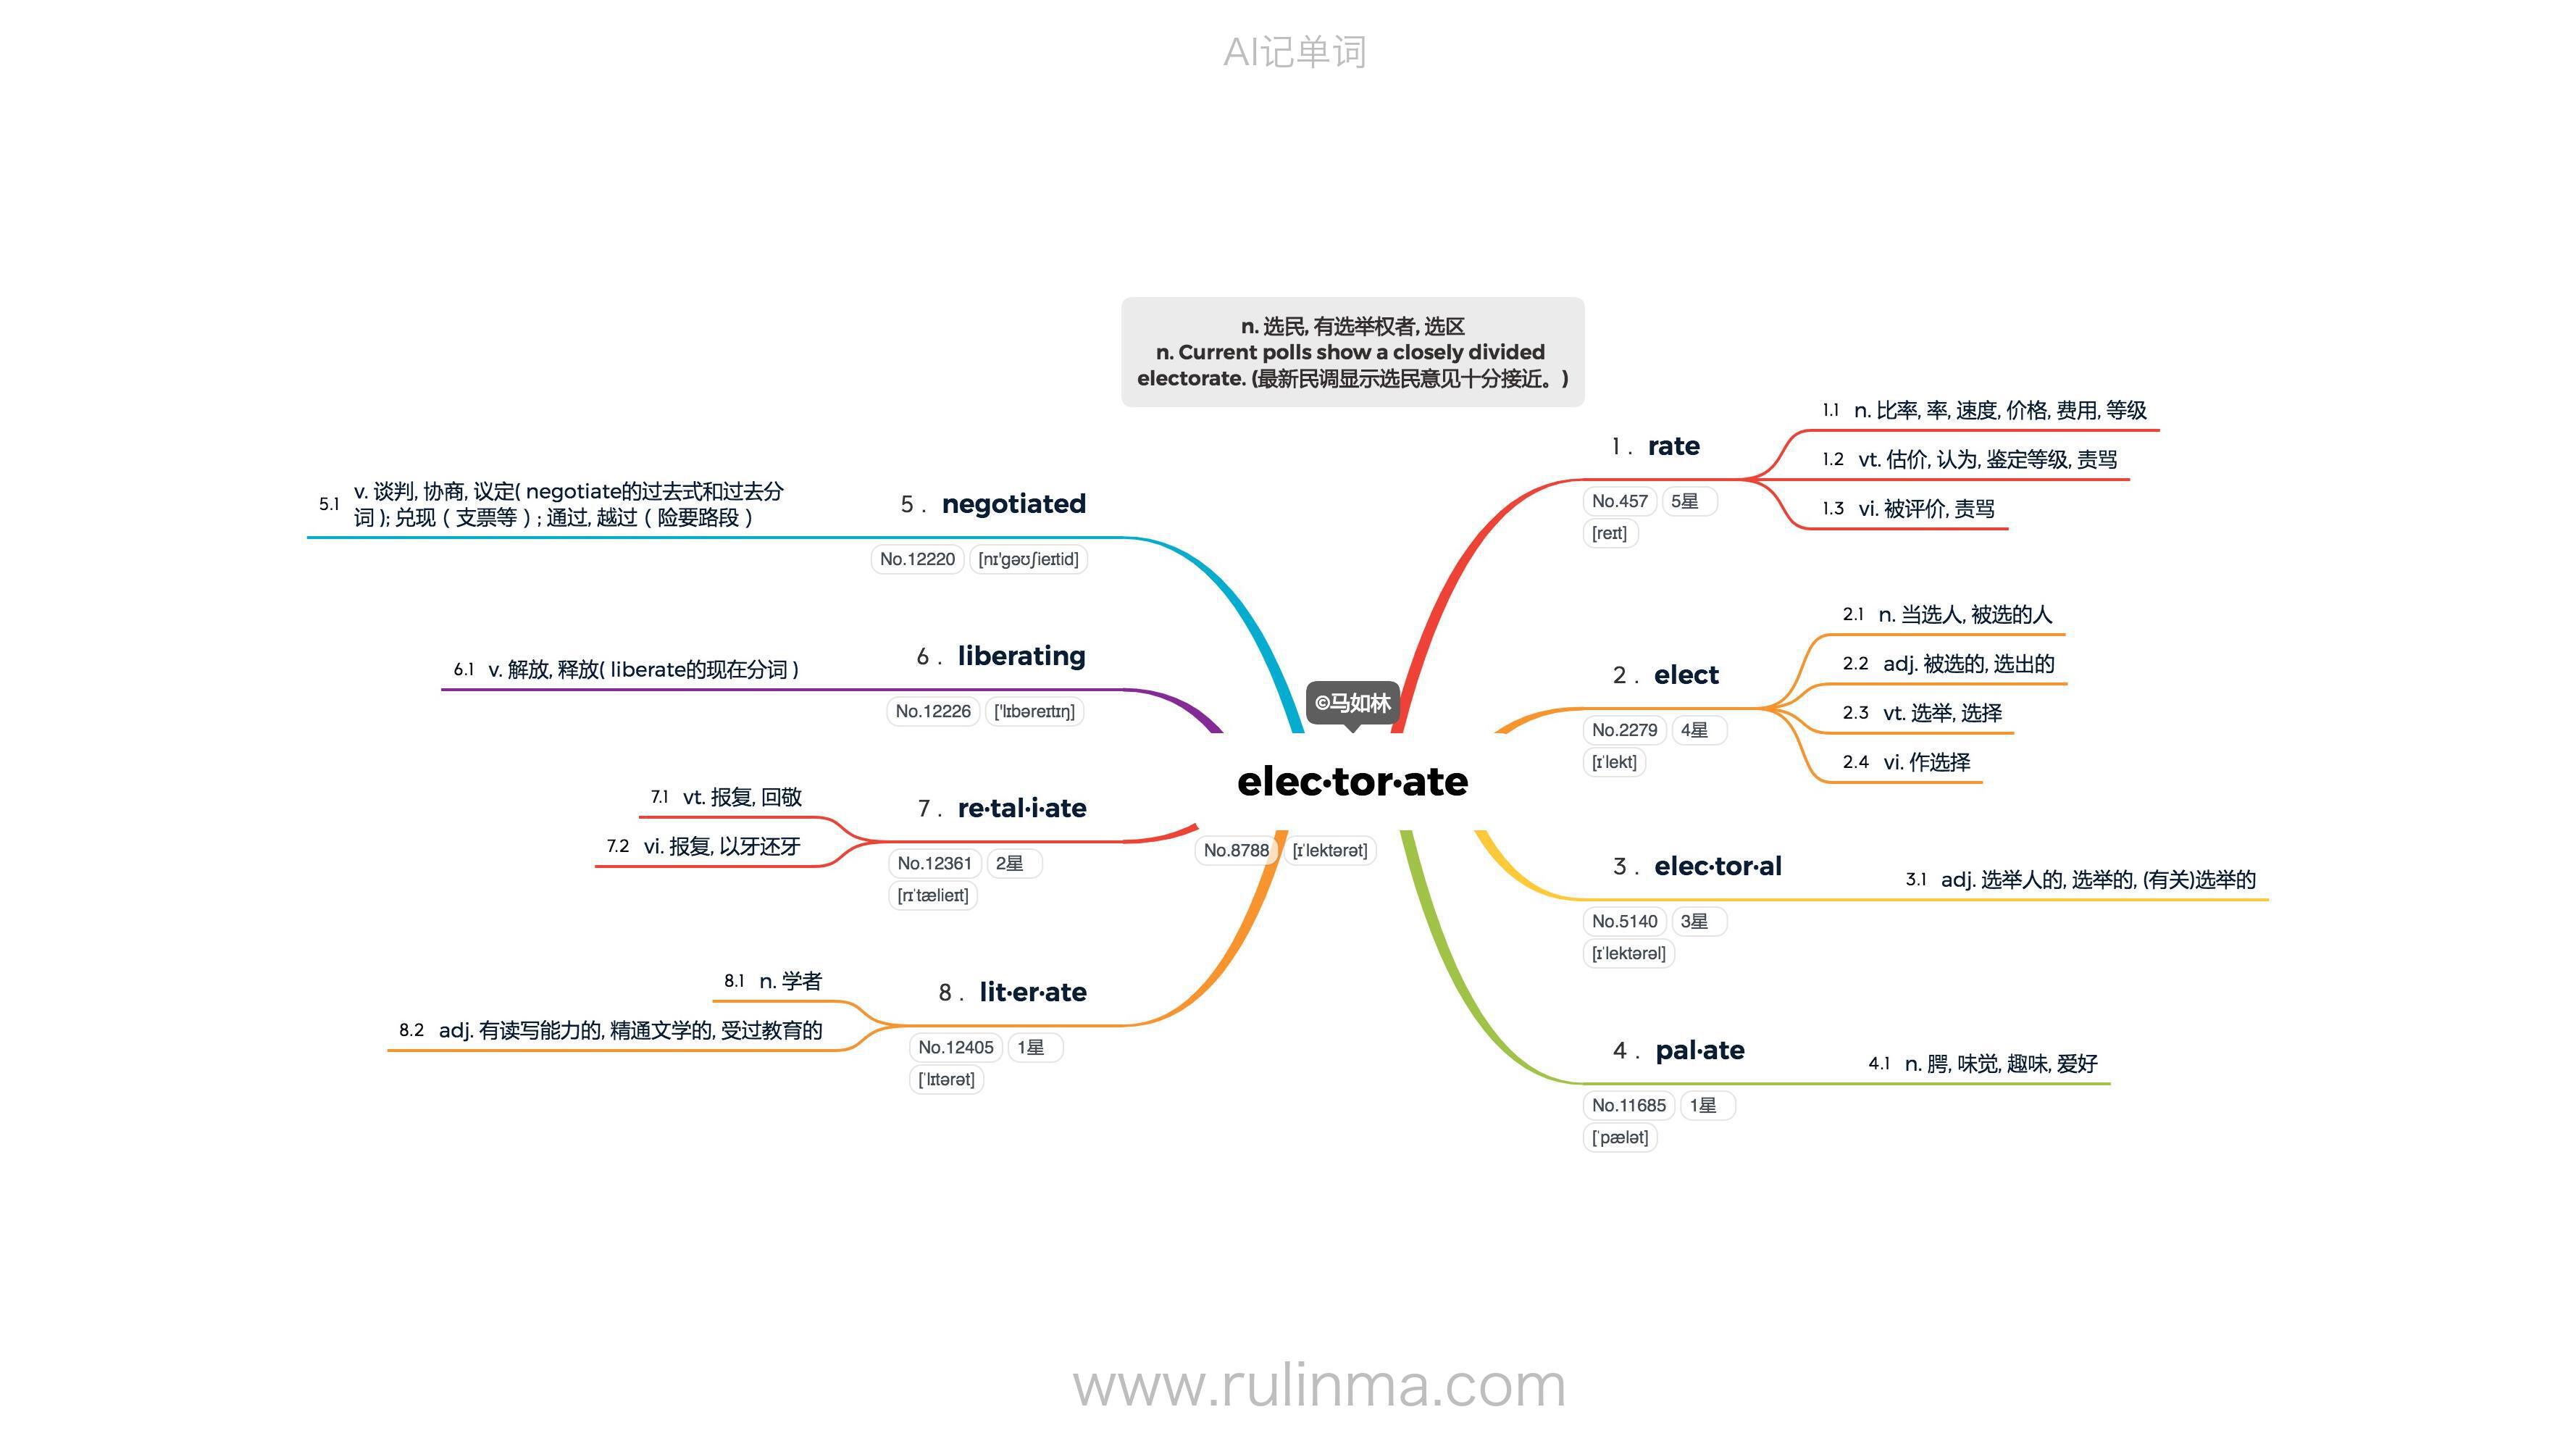 AI记单词
n. 选民, 有选举权者, 选区
n. Current polls show a closely divided
electorate. (最新民调显示选民意见十分接近。)
©马如林
elec·tor·ate
No.8788 [ɪˈlektərət]
1. rate
No.457 5星
[reɪt]
1.1 n. 比率, 率, 速度, 价格, 费用, 等级
1.2 vt. 估价, 认为, 鉴定等级, 责骂
1.3 vi. 被评价, 责骂
2. elect
No.2279 4星
[ɪˈlekt]
2.1 n. 当选人, 被选的人
2.2 adj. 被选的, 选出的
2.3 vt. 选举, 选择
2.4 vi. 作选择
3. elec·tor·al
No.5140 3星
[ɪˈlektərəl]
3.1 adj. 选举人的, 选举的, (有关)选举的
4. pal·ate
No.11685 1星
[ˈpælət]
4.1 n. 腭, 味觉, 趣味, 爱好
5. negotiated
No.12220 [nɪ'gəʊʃieɪtid]
5.1 v. 谈判, 协商, 议定( negotiate的过去式和过去分
词 ); 兑现（支票等）; 通过, 越过（险要路段）
6. liberating
No.12226 ['lɪbəreɪtɪŋ]
6.1 v. 解放, 释放( liberate的现在分词 )
7. re·tal·i·ate
No.12361 2星
[rɪˈtælieɪt]
7.1 vt. 报复, 回敬
7.2 vi. 报复, 以牙还牙
8. lit·er·ate
No.12405 1星
[ˈlɪtərət]
8.1 n. 学者
8.2 adj. 有读写能力的, 精通文学的, 受过教育的
www.rulinma.com